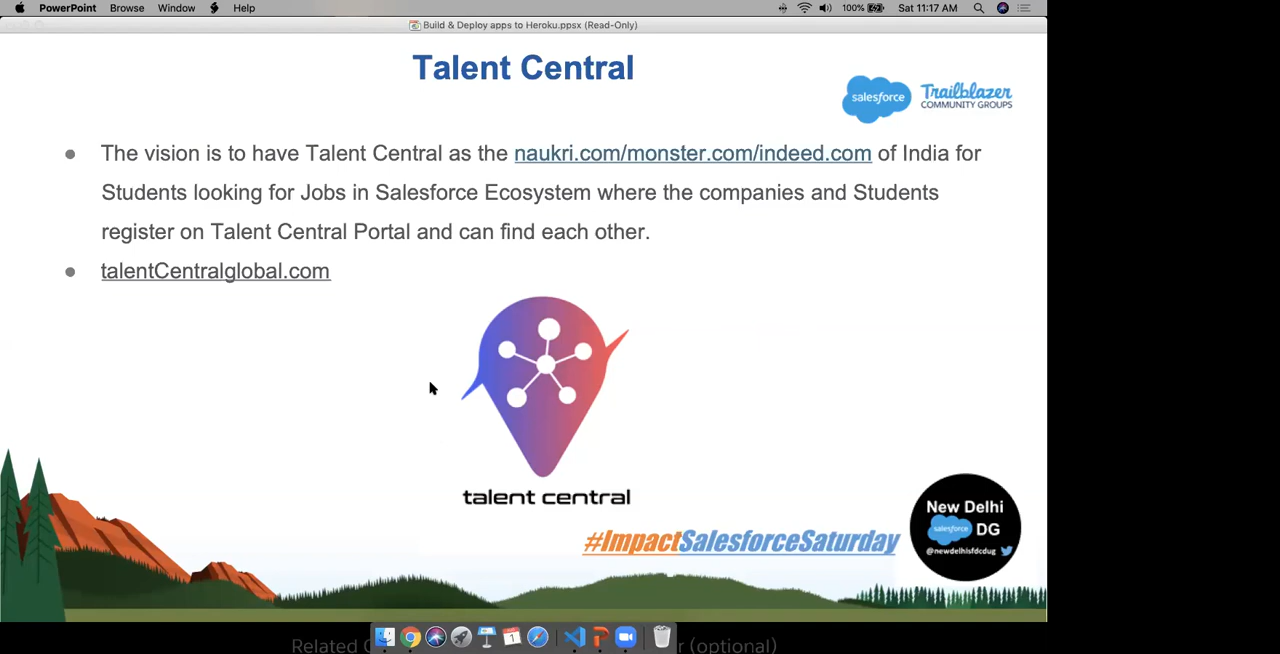 PowerPoint Browse Window Help 100% Sat 11:17 AM
Build & Deploy apps to Heroku.ppsx (Read-Only)
Talent Central
salesforce Trailblazer
COMMUNITY GROUPS
The vision is to have Talent Central as the naukri.com/monster.com/indeed.com of India for
Students looking for Jobs in Salesforce Ecosystem where the companies and Students
register on Talent Central Portal and can find each other.
talentCentralglobal.com
talent central
#ImpactSalesforceSaturday
New Delhi
salesforce DG
@newdelhisfdcdug
1
Related r (optional)